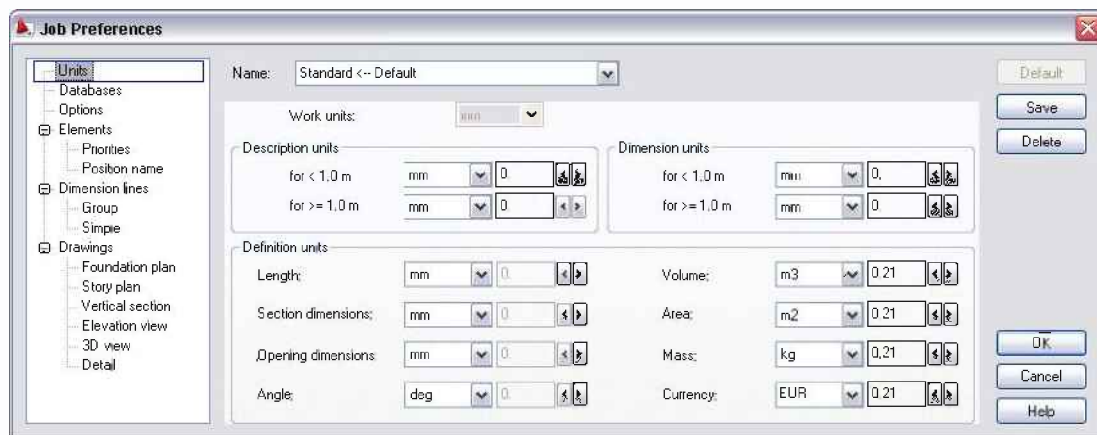 Job Preferences
Units
Databases
Options
Elements
Priorities
Position name
Dimension lines
Group
Simple
Drawings
Foundation plan
Story plan
Vertical section
Elevation view
3D view
Detail
Name: Standard <-- Default
Work units: mm
Description units
for < 1,0 m mm 0
for >= 1,0 m mm 0
Dimension units
for < 1,0 m mm 0,
for >= 1,0 m mm 0
Definition units
Length: mm 0.
Section dimensions: mm 0.
Opening dimensions mm 0.
Angle: deg 0.
Volume: m3 0.21
Area: m2 0.21
Mass: kg 0,21
Currency: EUR 0.21
Default
Save
Delete
OK
Cancel
Help